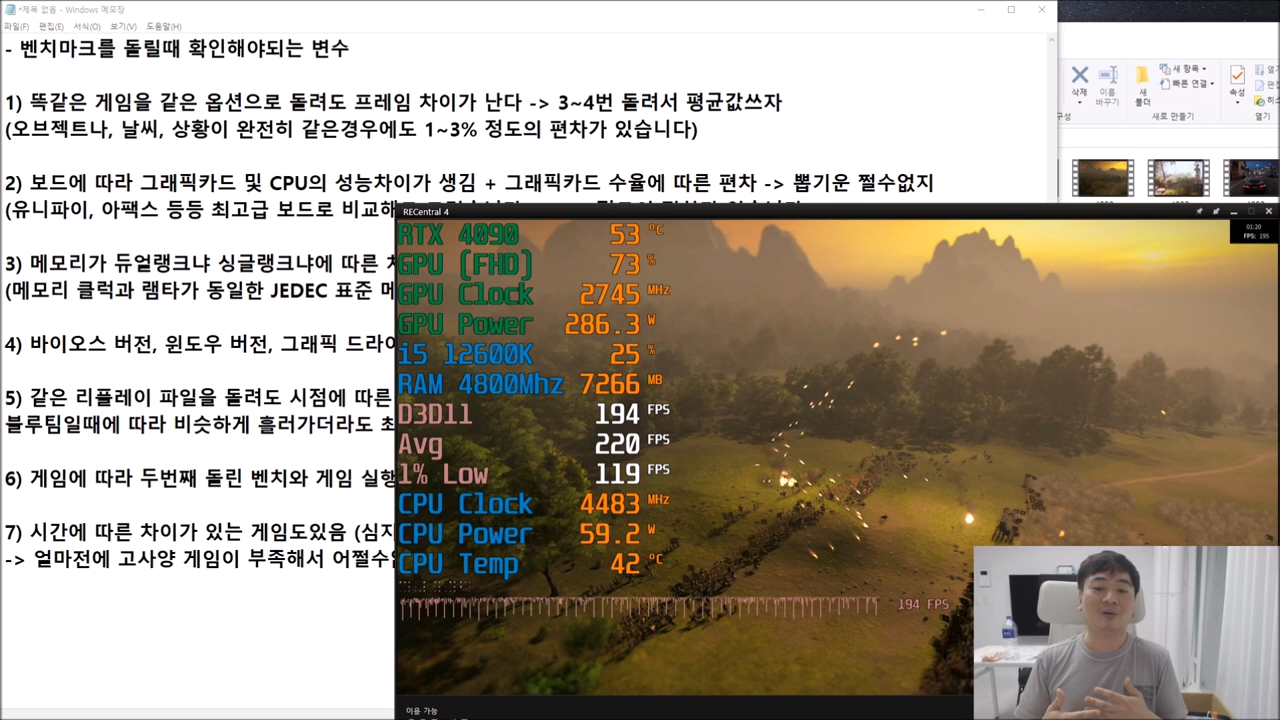 *제목 없음 - Windows 메모장
파일(F) 편집(E) 서식(O) 보기(V) 도움말(H)
- 벤치마크를 돌릴때 확인해야되는 변수
1) 똑같은 게임을 같은 옵션으로 돌려도 프레임 차이가 난다 -> 3~4번 돌려서 평균값쓰자
(오브젝트나, 날씨, 상황이 완전히 같은경우에도 1~3% 정도의 편차가 있습니다)
2) 보드에 따라 그래픽카드 및 CPU의 성능차이가 생김 + 그래픽카드 수율에 따른 편차 -> 뽑기운 쩔수없지
(유니파이, 아팩스 등등 최고급 보드로 비교해
3) 메모리가 듀얼랭크냐 싱글랭크냐에 따른
(메모리 클럭과 램타가 동일한 JEDEC 표준 메
4) 바이오스 버전, 윈도우 버전, 그래픽 드라이
5) 같은 리플레이 파일을 돌려도 시점에 따른
블루팀일때에 따라 비슷하게 흘러가더라도 최
6) 게임에 따라 두번째 돌린 벤치와 게임 실행
7) 시간에 따른 차이가 있는 게임도있음 (심지
-> 얼마전에 고사양 게임이 부족해서 어쩔수없
삭제
이름
바꾸기
새
폴더
새 항목
빠른 연결
속성
열기
편집
구성
새로 만들기
열기
RECentral 4
01:20
FPS: 195
RTX 4090 53 °C
GPU (FHD) 73 %
GPU Clock 2745 MHz
GPU Power 286.3 W
i5 12600K 25 %
RAM 4800Mhz 7266 MB
D3D11 194 FPS
Avg 220 FPS
1% Low 119 FPS
CPU Clock 4483 MHz
CPU Power 59.2 W
CPU Temp 42 °C
194 FPS
이용 가능